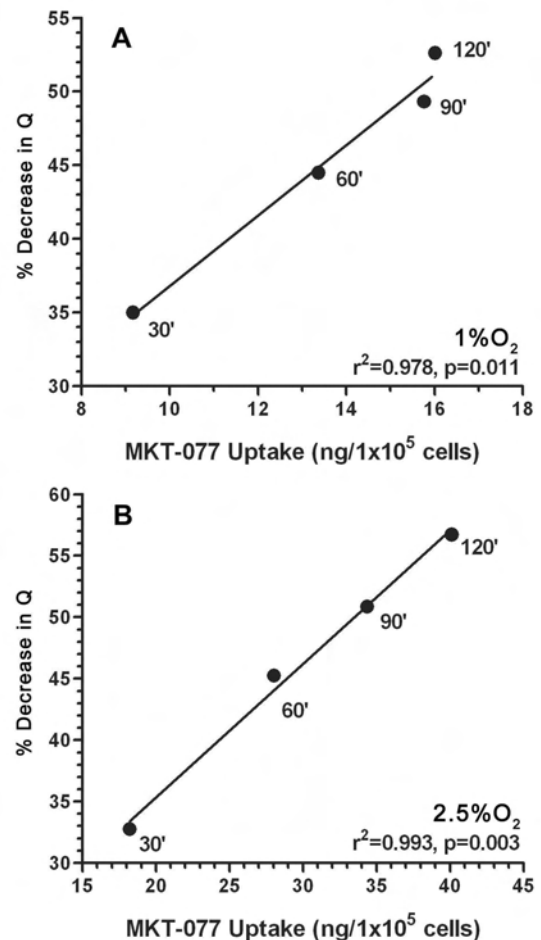 A
% Decrease in Q
55
50
45
40
35
30
120'
90'
60'
30'
1%O₂
r²=0.978, p=0.011
8 10 12 14 16 18
MKT-077 Uptake (ng/1x10⁵ cells)
B
% Decrease in Q
60
55
50
45
40
33
30
120'
90'
60'
30'
2.5%O₂
r²=0.993, p=0.003
15 20 28 30 34 35 40 45
MKT-077 Uptake (ng/1x10⁵ cells)